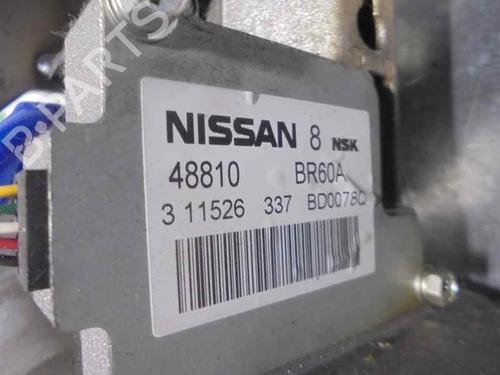 B-PARTS
NISSAN 8 NSK
48810 BR60A
3 11526 337 BD0078Q